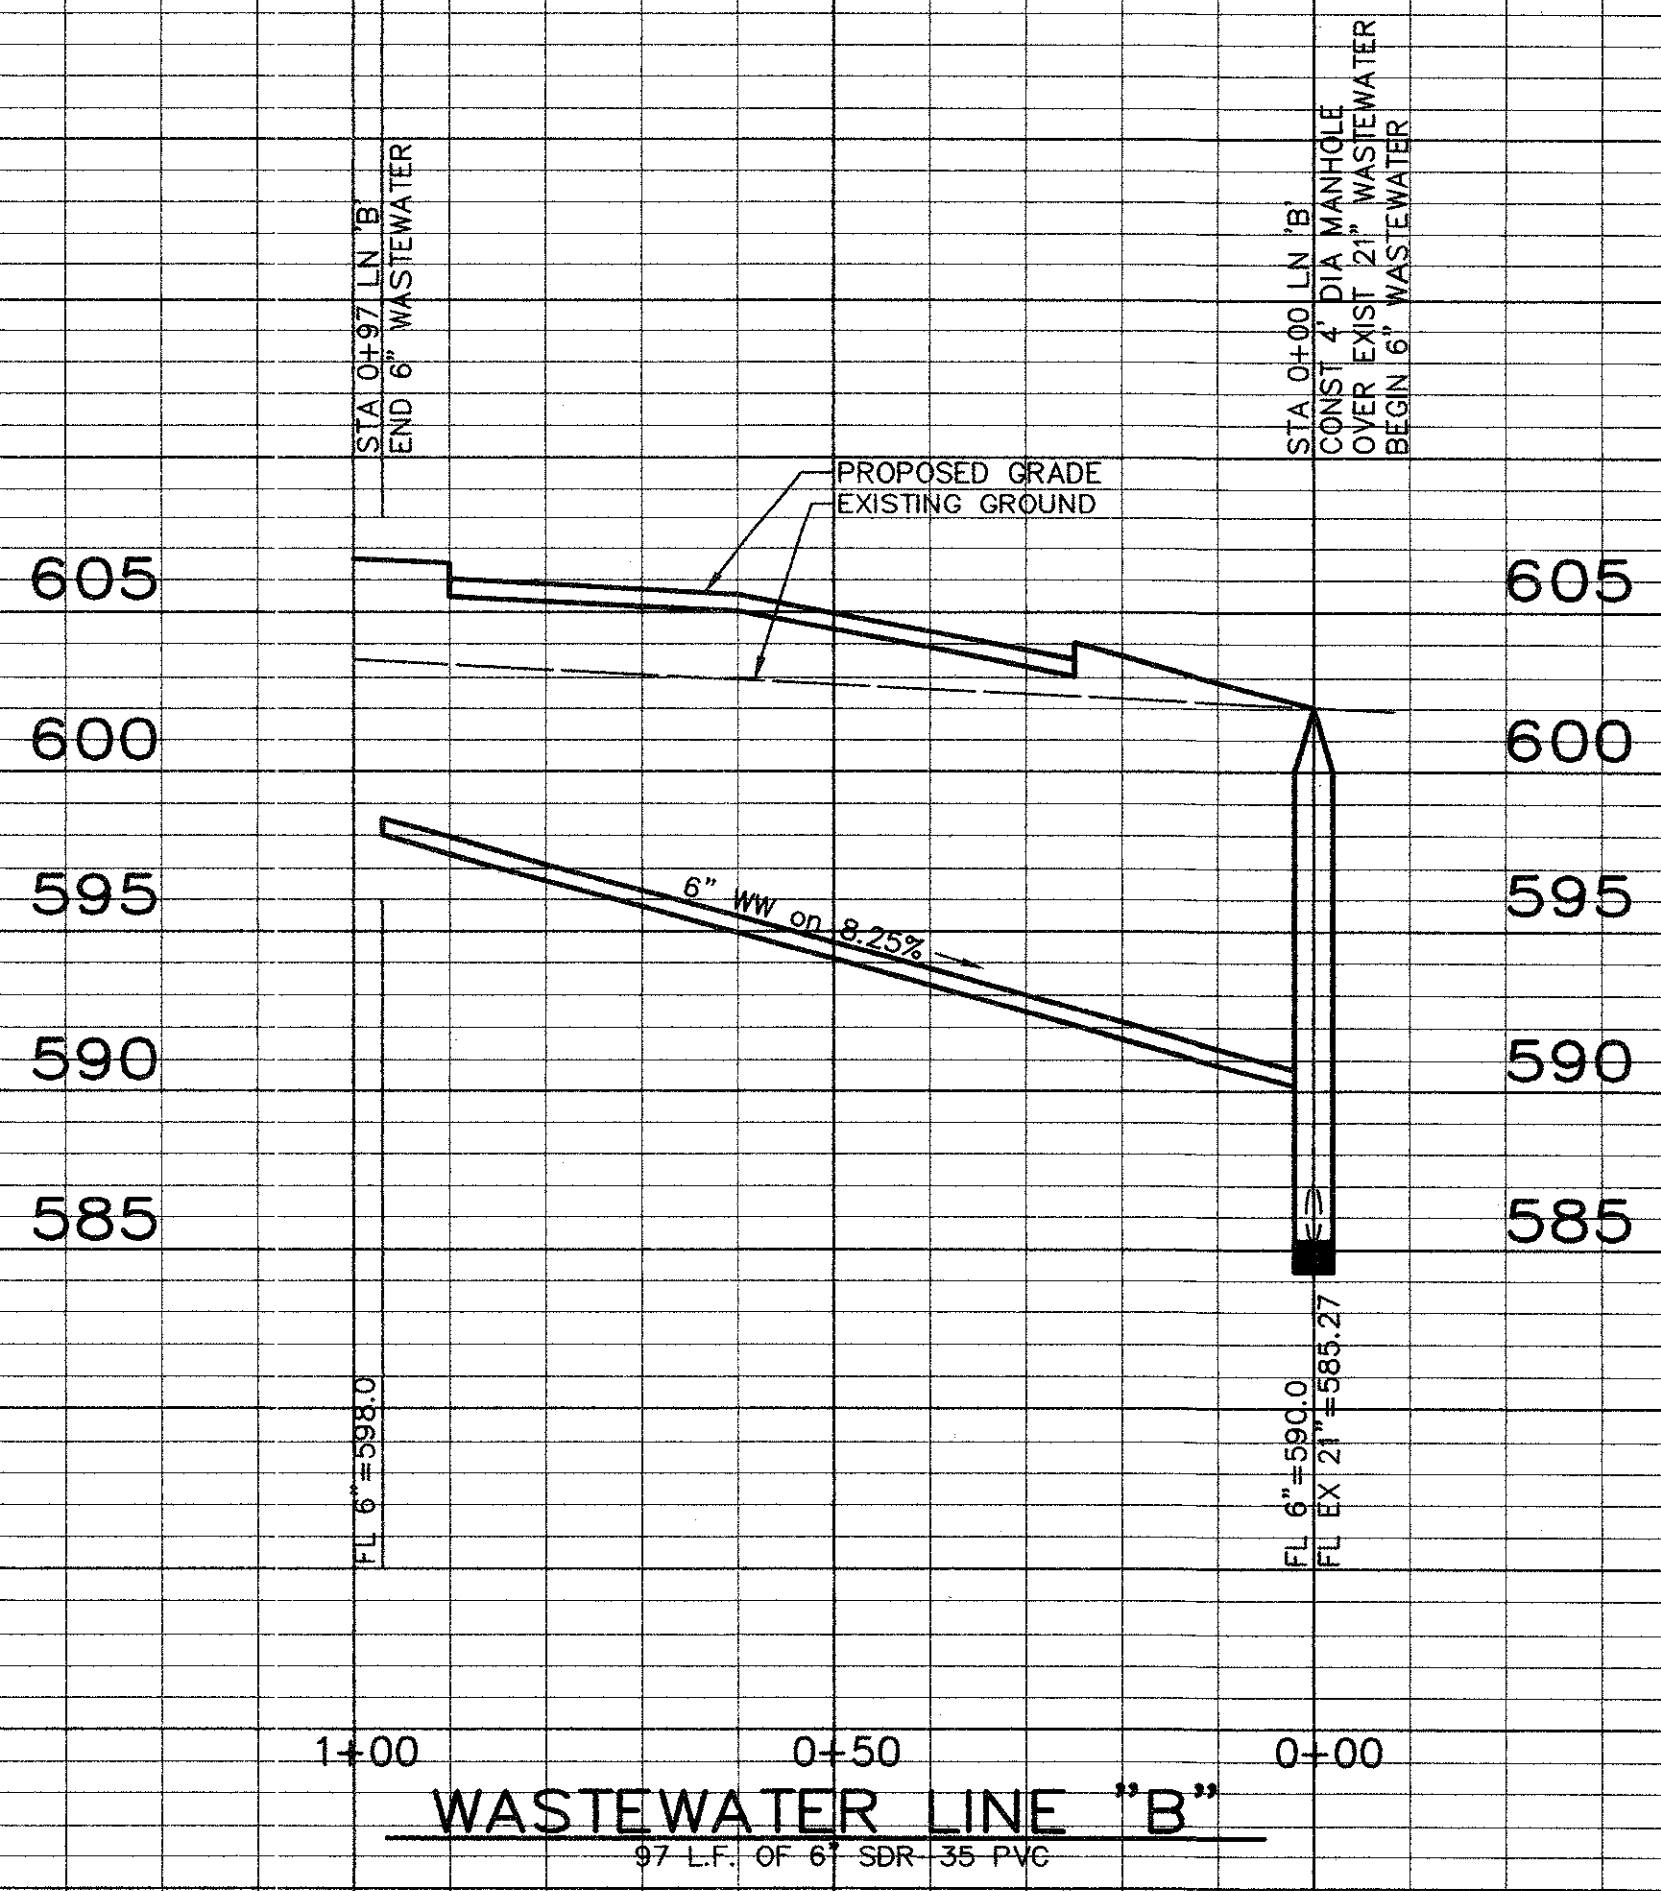 STA 0+97 LN 'B'
END 6" WASTEWATER
STA 0+00 LN 'B'
CONST 4' DIA MANHOLE
OVER EXIST 21" WASTEWATER
BEGIN 6" WASTEWATER
PROPOSED GRADE
EXISTING GROUND
605
605
600
600
595
595
6" WW on 8.25%
590
590
585
585
FL 6"=598.0
FL 6"=590.0
FL EX 21"=585.27
1+00
0+50
0+00
WASTEWATER LINE "B"
97 L.F. OF 6" SDR-35 PVC